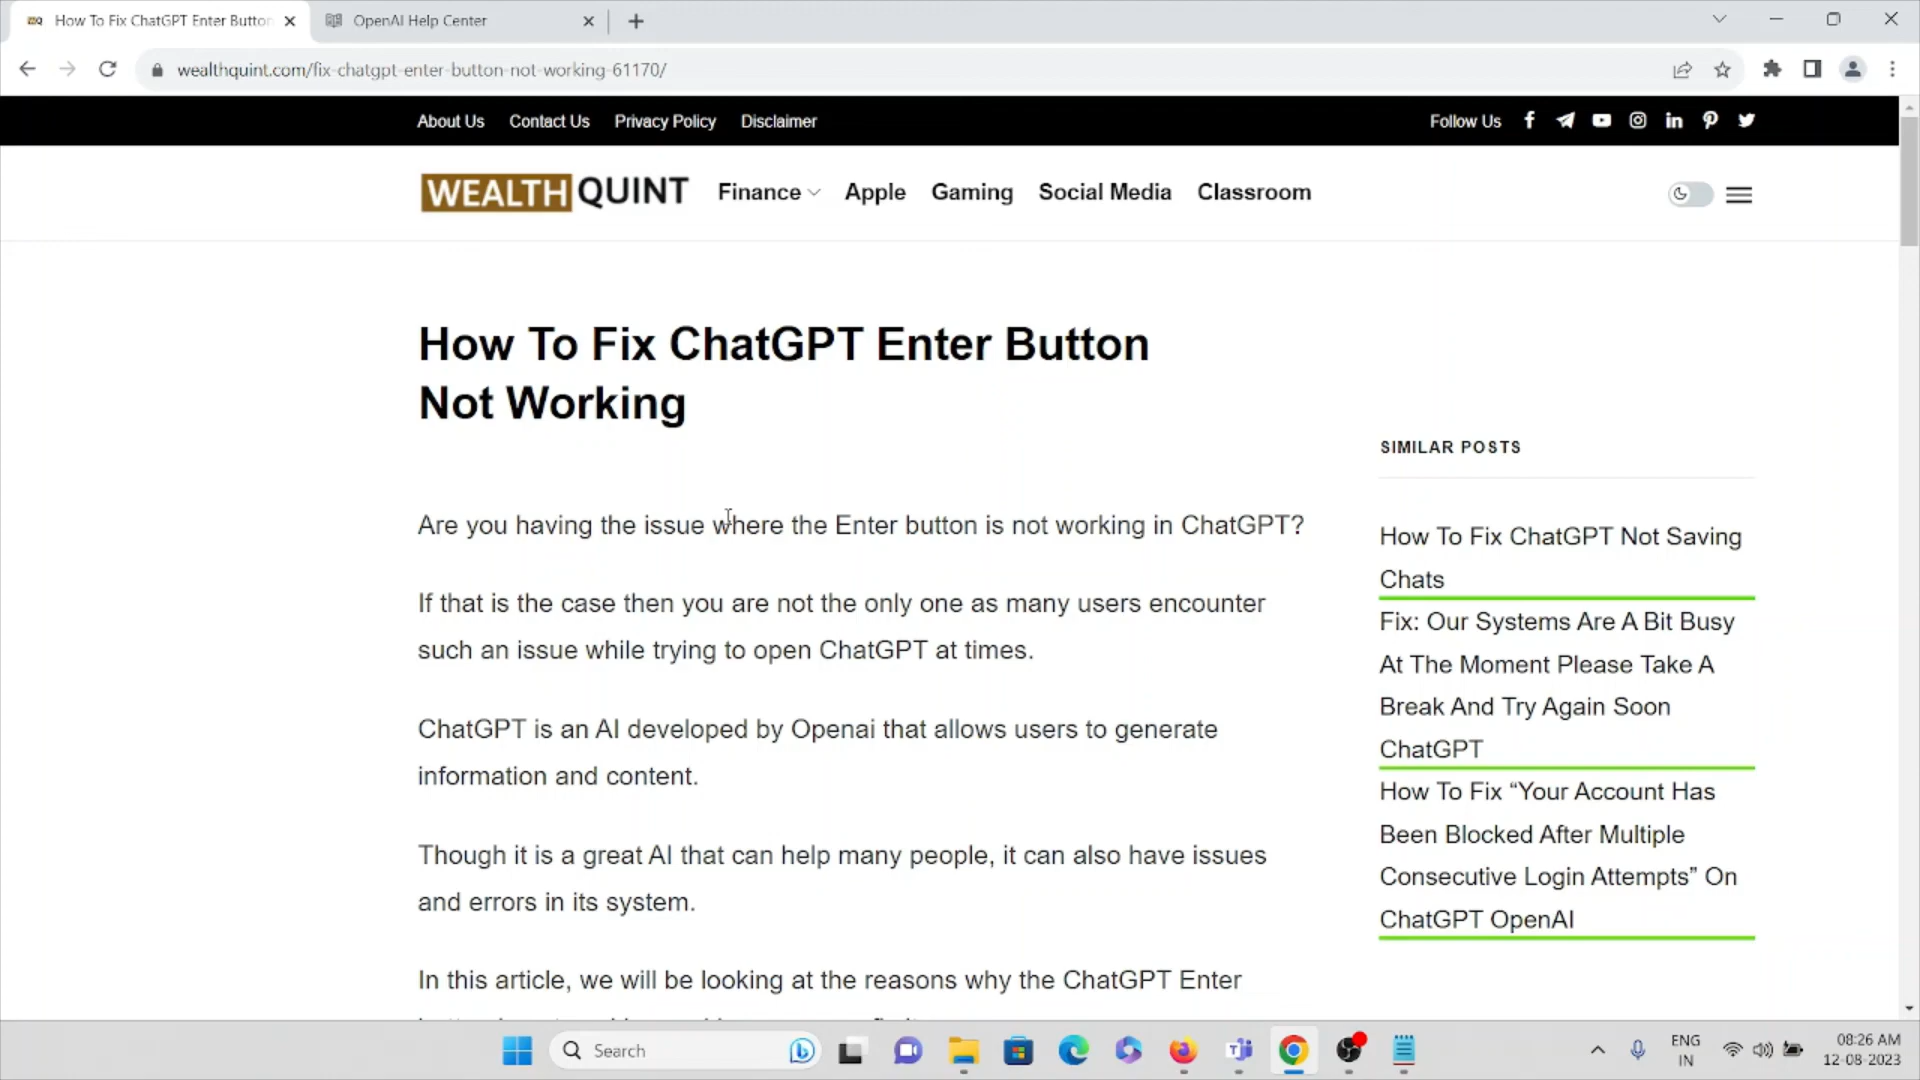 How To Fix ChatGPT Enter Button
OpenAI Help Center
wealthquint.com/fix-chatgpt-enter-button-not-working-61170/
About Us Contact Us Privacy Policy Disclaimer
Follow Us
WEALTH QUINT
Finance Apple Gaming Social Media Classroom
How To Fix ChatGPT Enter Button
Not Working
Are you having the issue where the Enter button is not working in ChatGPT?
If that is the case then you are not the only one as many users encounter
such an issue while trying to open ChatGPT at times.
ChatGPT is an AI developed by Openai that allows users to generate
information and content.
Though it is a great AI that can help many people, it can also have issues
and errors in its system.
In this article, we will be looking at the reasons why the ChatGPT Enter
SIMILAR POSTS
How To Fix ChatGPT Not Saving
Chats
Fix: Our Systems Are A Bit Busy
At The Moment Please Take A
Break And Try Again Soon
ChatGPT
How To Fix “Your Account Has
Been Blocked After Multiple
Consecutive Login Attempts” On
ChatGPT OpenAI
Search
ENG
IN
08:26 AM
12-08-2023